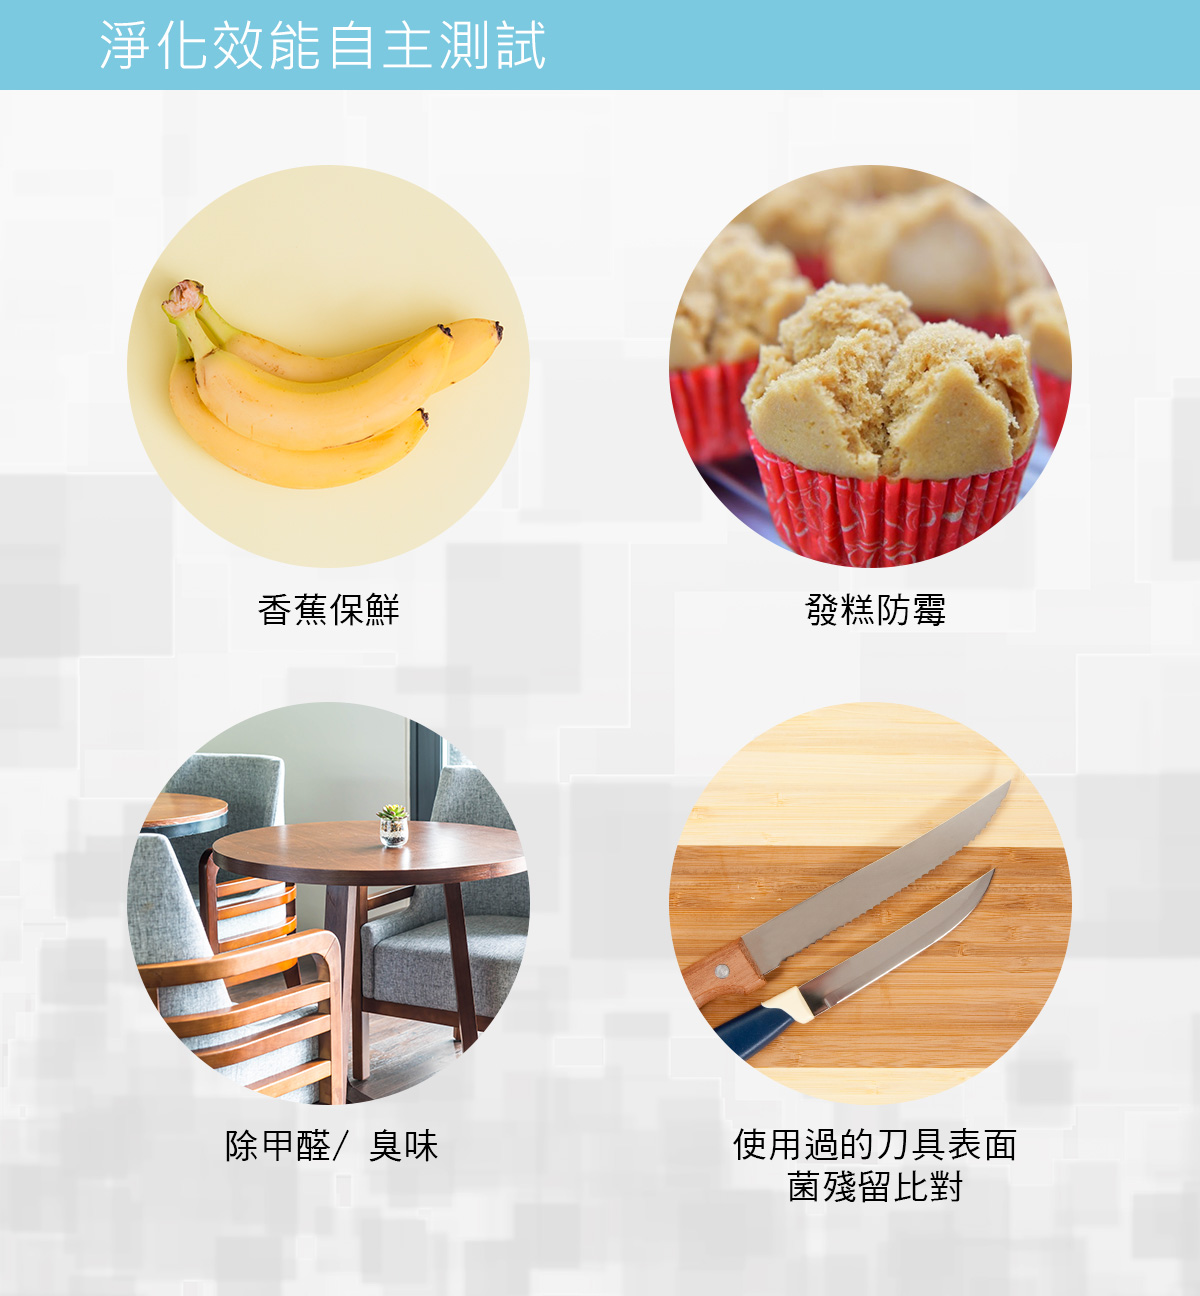 淨化效能自主測試
香蕉保鮮
發糕防霉
除甲醛/ 臭味
使用過的刀具表面
菌殘留比對